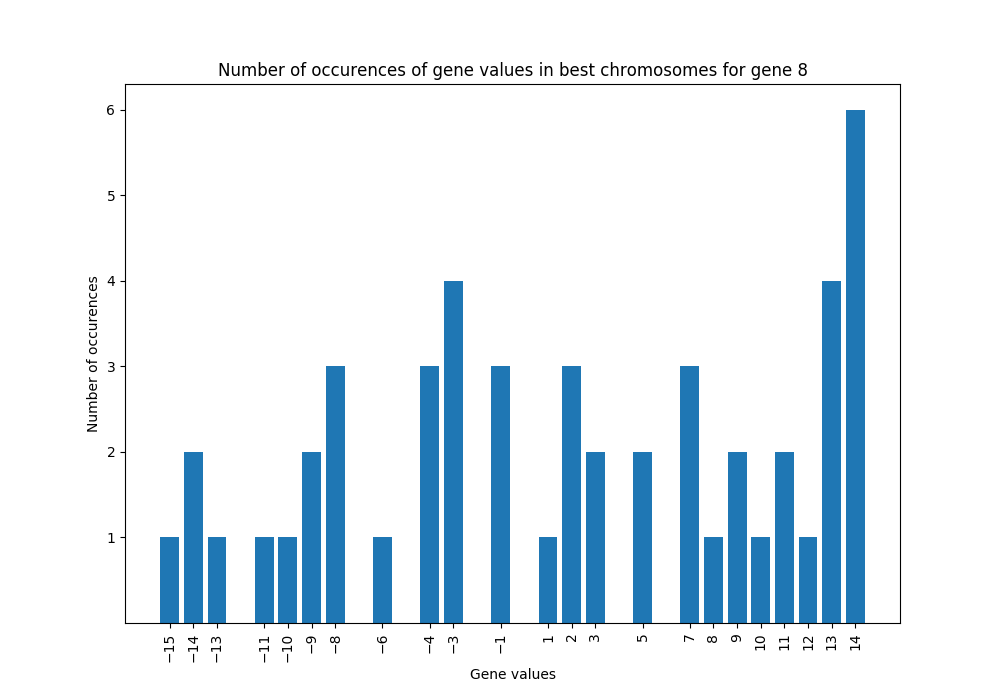 Number of occurences of gene values in best chromosomes for gene 8
6
5
4
3
2
1
Number of occurences
−15 −14 −13 −11 −10 −9 −8 −6 −4 −3 −1 1 2 3 5 7 8 9 10 11 12 13 14
Gene values